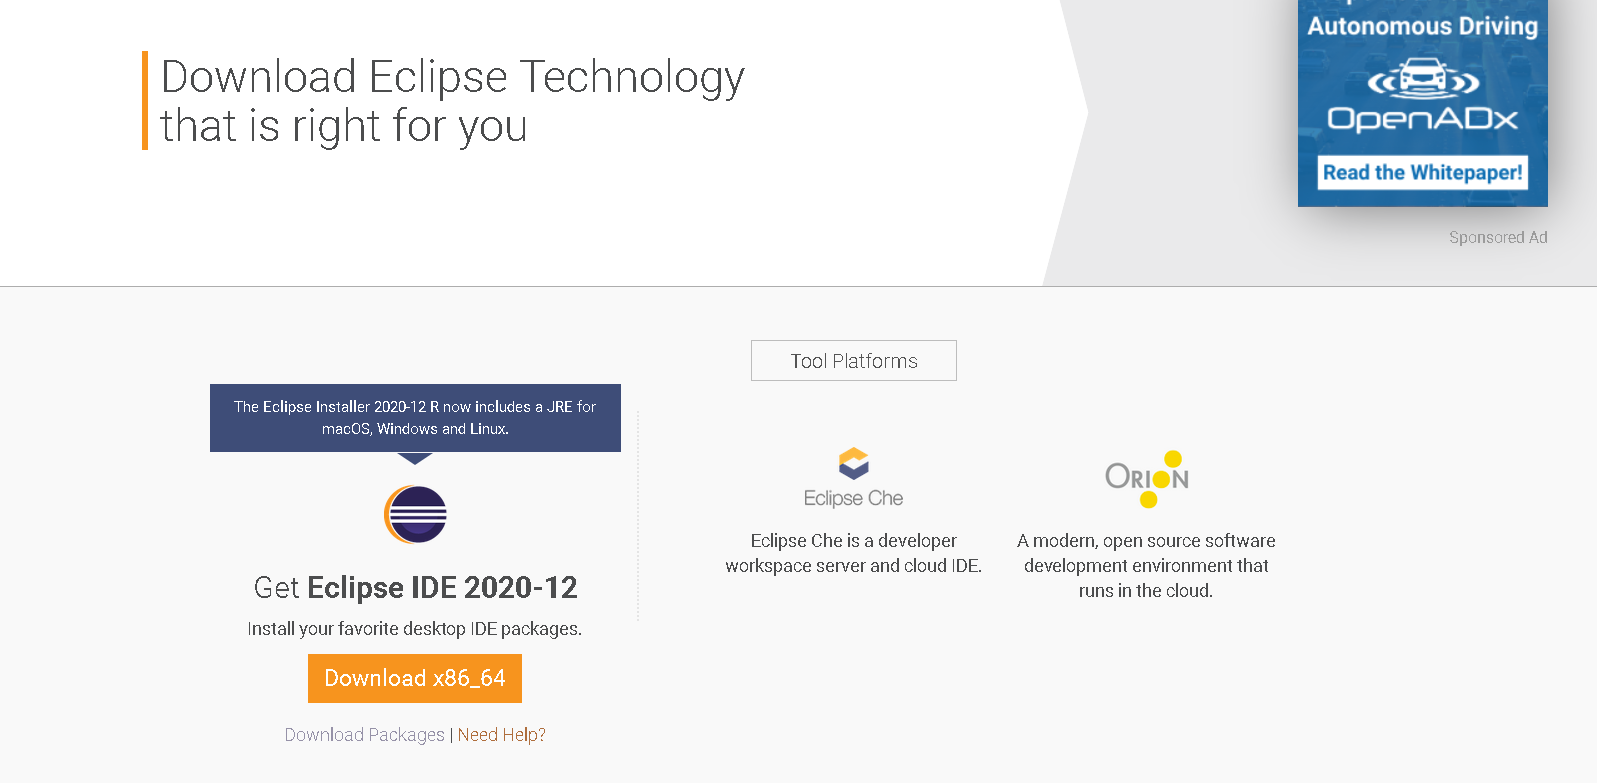 Autonomous Driving
OpenADx
Read the Whitepaper!
Sponsored Ad
Download Eclipse Technology
that is right for you
The Eclipse Installer 2020-12 R now includes a JRE for
macOS, Windows and Linux.
Get Eclipse IDE 2020-12
Install your favorite desktop IDE packages.
Download x86_64
Download Packages | Need Help?
Tool Platforms
Eclipse Che
Eclipse Che is a developer
workspace server and cloud IDE.
ORION
A modern, open source software
development environment that
runs in the cloud.